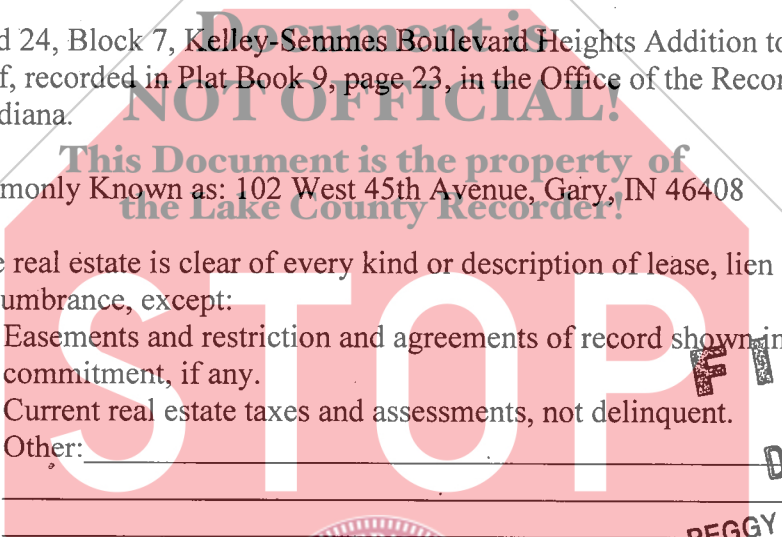 d 24, Block 7, Kelley-Semmes Boulevard Heights Addition to
f, recorded in Plat Book 9, page 23, in the Office of the Recor
diana.
monly Known as: 102 West 45th Avenue, Gary, IN 46408
e real estate is clear of every kind or description of lease, lien
umbrance, except:
Easements and restriction and agreements of record shown in
commitment, if any.
Current real estate taxes and assessments, not delinquent.
Other:
Document is
NOT OFFICIAL!
This Document is the property of
the Lake County Recorder!
STOP
FI
D
PEGGY